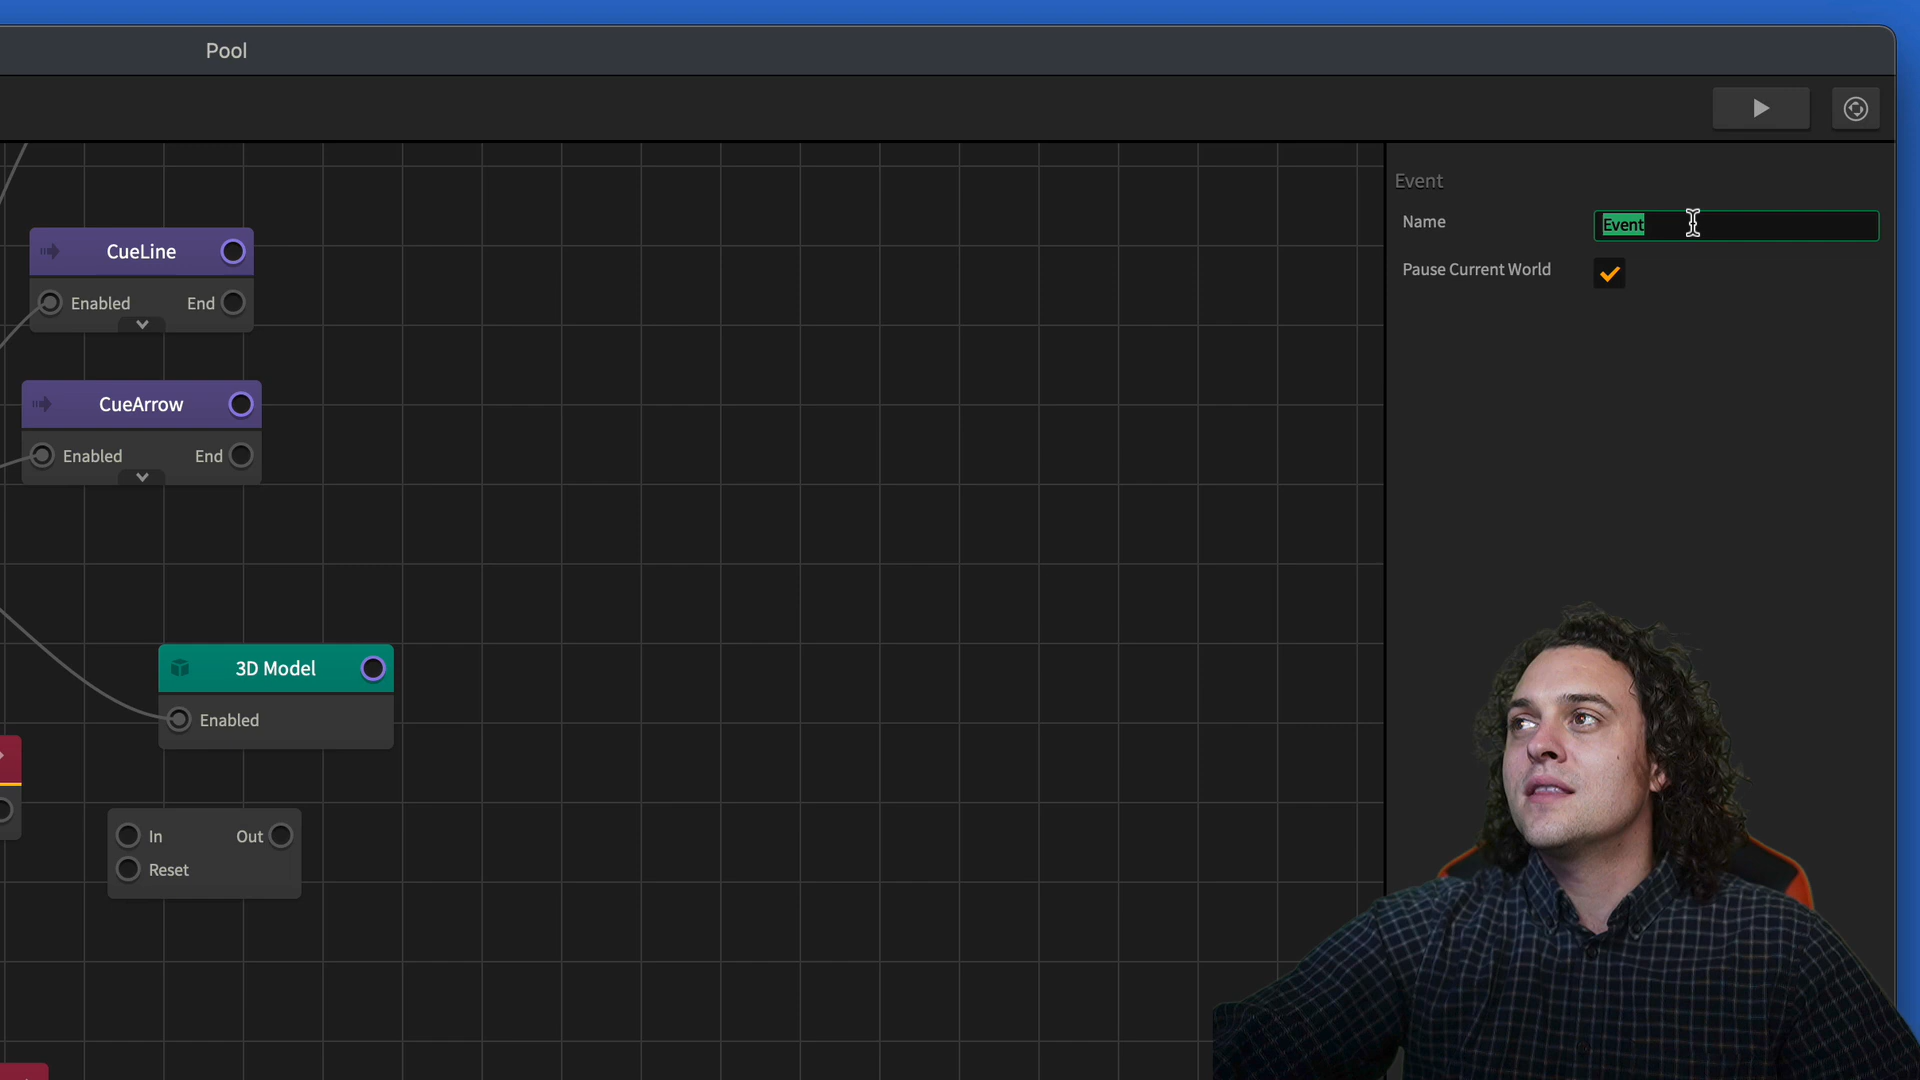 Pool
Event
Name
Event
Pause Current World
CueLine
Enabled
End
CueArrow
Enabled
End
3D Model
Enabled
In
Out
Reset